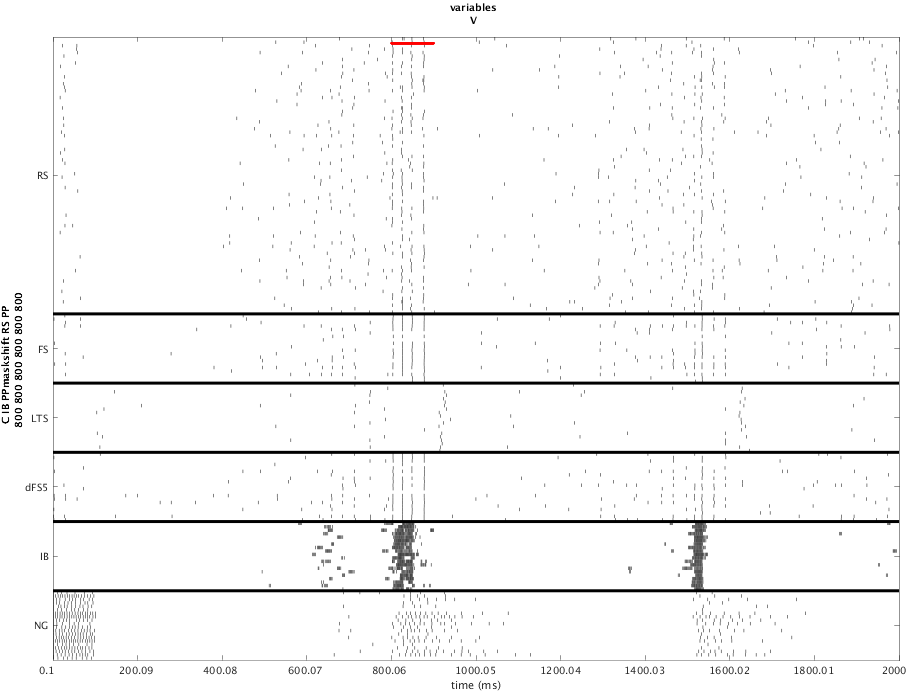 variables
V
C IB PPmaskshift RS PP
800 800 800 800 800 800 800
RS
FS
LTS
dFS5
IB
NG
0.1 200.09 400.08 600.07 800.06 1000.05 1200.04 1400.03 1600.02 1800.01 2000
time (ms)